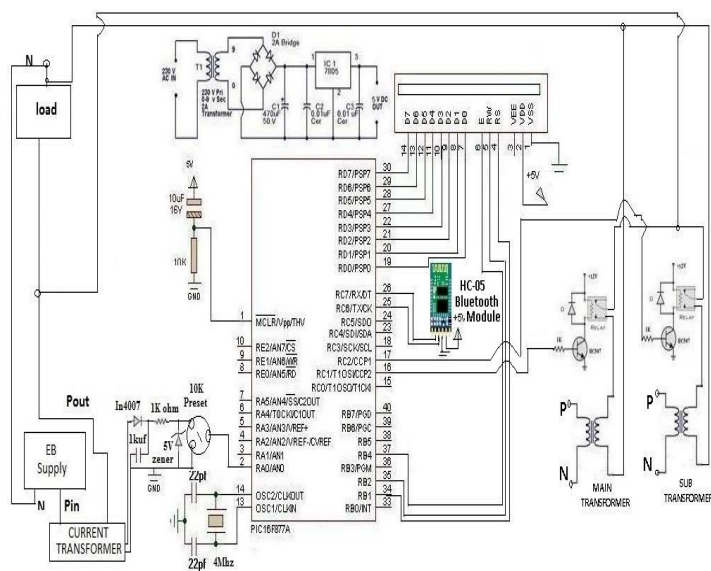 N
load
230 V
AC IN
T1
9
0
230 V Pri
0-9 v Sec
2A
Transformer
D1
2A Bridge
1
IC 1
7805
3
2
C1
470uF
50 V
C2
0.01uF
Cer
C3
0.01 uF
Cer
5 V DC
OUT
D7
D6
D5
D4
D3
D2
D1
D0
E
RW
RS
VEE
VDD
VSS
14
13
12
11
10
9
8
7
6
5
4
3
2
1
+5V
5V
10uF
16V
10K
GND
1
MCLR/Vpp/THV
10
RE2/AN7/CS
9
RE1/AN6/WR
8
RE0/AN5/RD
7
RA5/AN4/SS/C2OUT
6
RA4/T0CKI/C1OUT
5
RA3/AN3/VREF+
4
RA2/AN2/VREF-/CVREF
3
RA1/AN1
2
RA0/AN0
14
OSC2/CLKOUT
13
OSC1/CLKIN
PIC16F877A
RD7/PSP7
30
RD6/PSP6
29
RD5/PSP5
28
RD4/PSP4
27
RD3/PSP3
22
RD2/PSP2
21
RD1/PSP1
20
RD0/PSP0
19
RC7/RX/DT
26
RC6/TX/CK
25
RC5/SDO
24
RC4/SDI/SDA
23
RC3/SCK/SCL
18
RC2/CCP1
17
RC1/T1OSI/CCP2
16
RC0/T1OSO/T1CKI
15
RB7/PGD
40
RB6/PGC
39
RB5
38
RB4
37
RB3/PGM
36
RB2
35
RB1
34
RB0/INT
33
HC-05
Bluetooth
Module
+5v
+12V
D
RELAY
1K
BC547
P
N
MAIN
TRANSFORMER
+12V
D
RELAY
1K
BC547
P
N
SUB
TRANSFORMER
Pout
In4007
1K ohm
10K
Preset
1kuf
5V
zener
GND
EB
Supply
N
Pin
CURRENT
TRANSFORMER
22pf
22pf
4Mhz